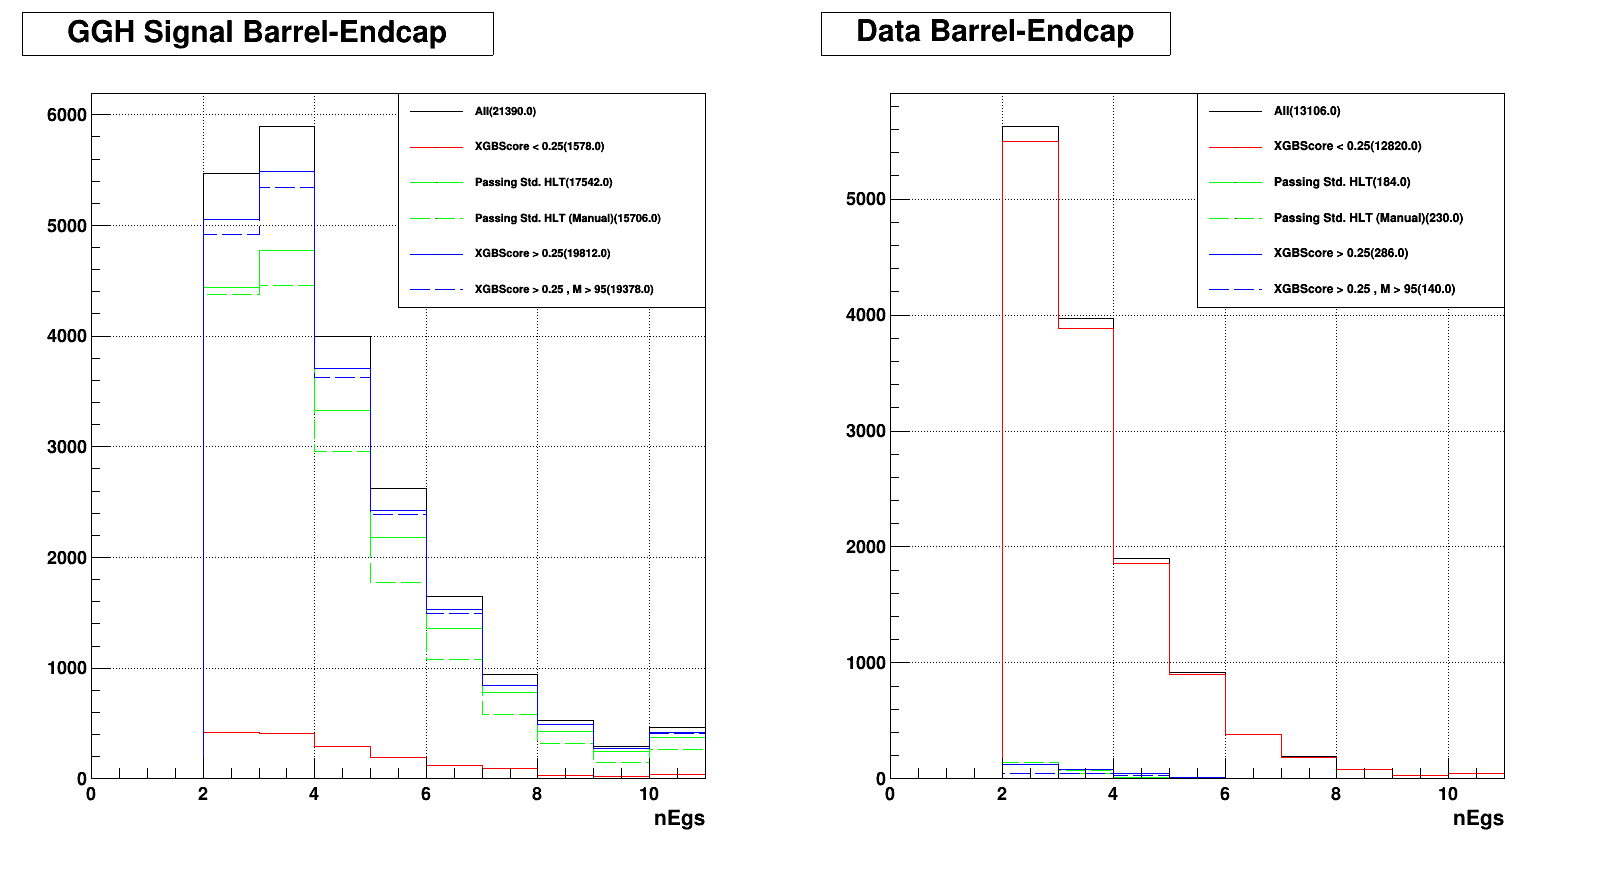 GGH Signal Barrel-Endcap
All(21390.0)
XGBScore < 0.25(1578.0)
Passing Std. HLT(17542.0)
Passing Std. HLT (Manual)(15706.0)
XGBScore > 0.25(19812.0)
XGBScore > 0.25 , M > 95(19378.0)
6000
5000
4000
3000
2000
1000
0
0 2 4 6 8 10
nEgs
Data Barrel-Endcap
All(13106.0)
XGBScore < 0.25(12820.0)
Passing Std. HLT(184.0)
Passing Std. HLT (Manual)(230.0)
XGBScore > 0.25(286.0)
XGBScore > 0.25 , M > 95(140.0)
5000
4000
3000
2000
1000
0
0 2 4 6 8 10
nEgs